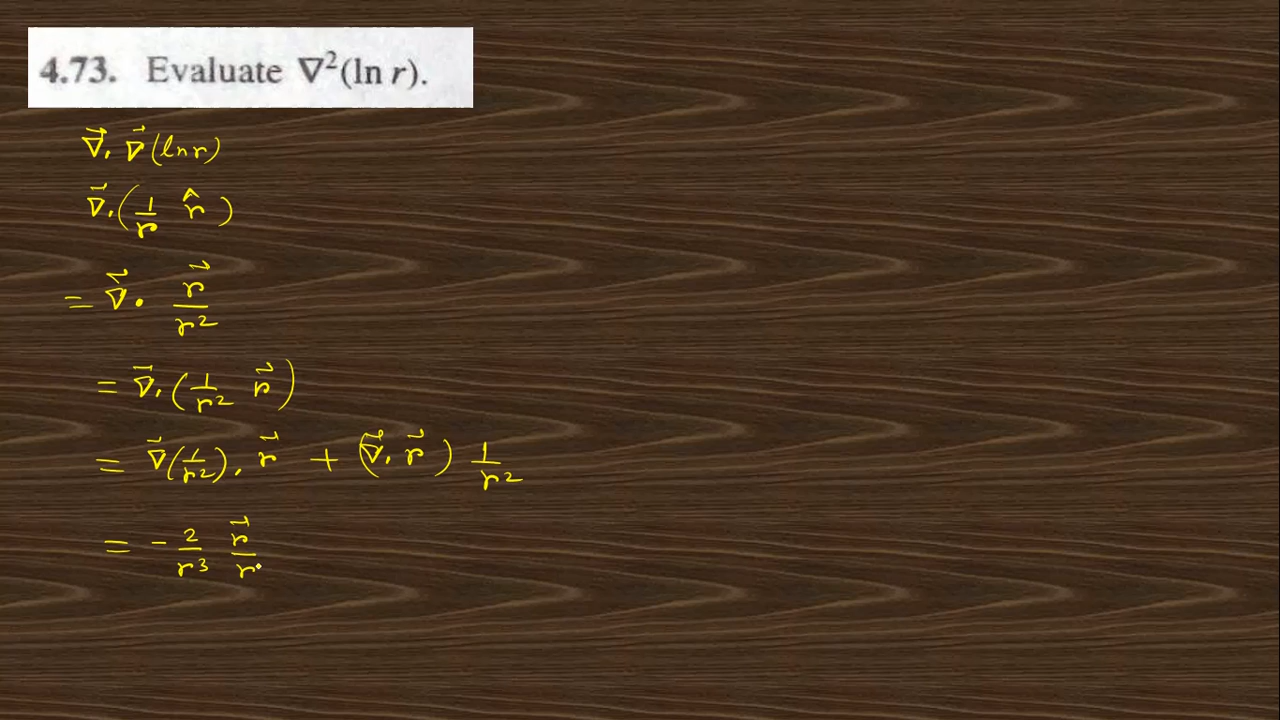 4.73. Evaluate ∇²(ln r).
∇⃗. ∇⃗ (ln r)
∇⃗. (1/r r̂)
= ∇⃗ · r⃗/r²
= ∇⃗. (1/r² r⃗)
= ∇⃗(1/r²). r⃗ + (∇⃗. r⃗) 1/r²
= - 2/r³ r⃗/r